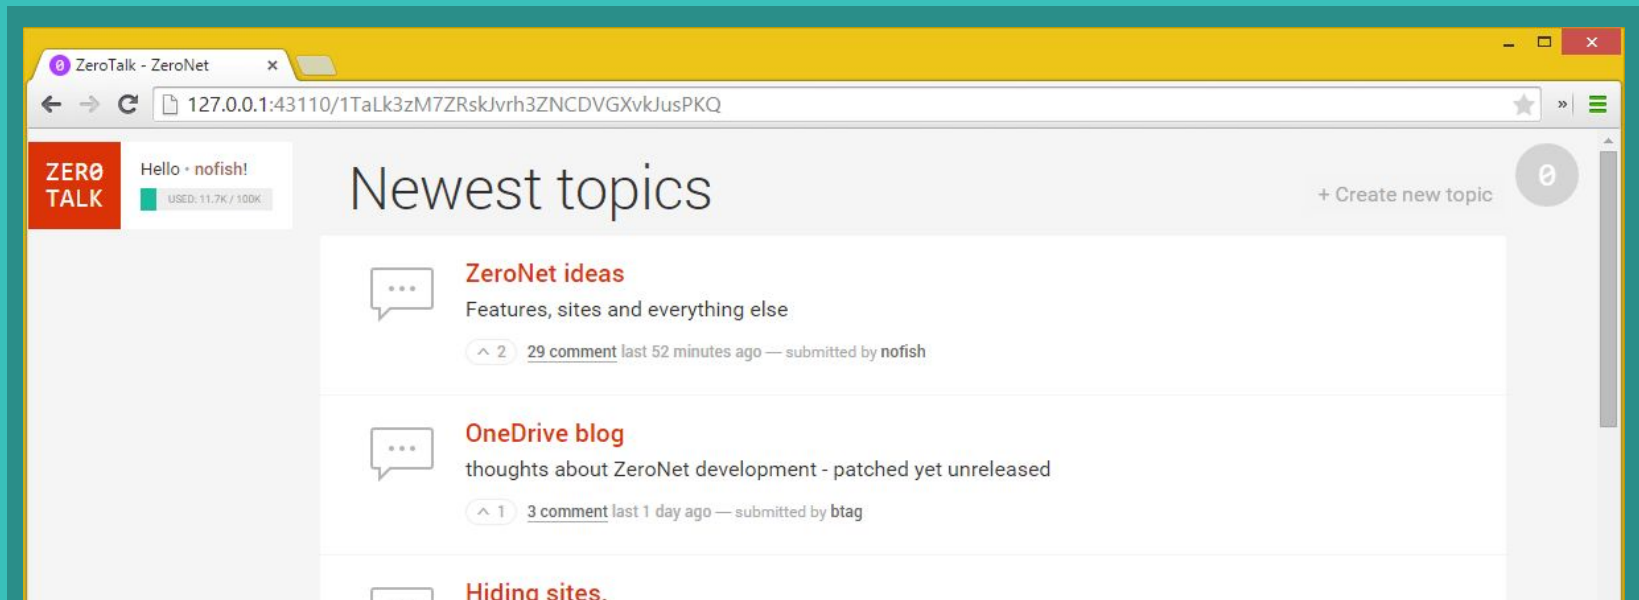 ZeroTalk - ZeroNet
127.0.0.1:43110/1TaLk3zM7ZRskJvrh3ZNCDVGXvkJusPKQ
ZER0
TALK
Hello • nofish!
USED: 11.7K / 100K
Newest topics
+ Create new topic
0
ZeroNet ideas
Features, sites and everything else
2 29 comment last 52 minutes ago — submitted by nofish
OneDrive blog
thoughts about ZeroNet development - patched yet unreleased
1 3 comment last 1 day ago — submitted by btag
Hiding sites.